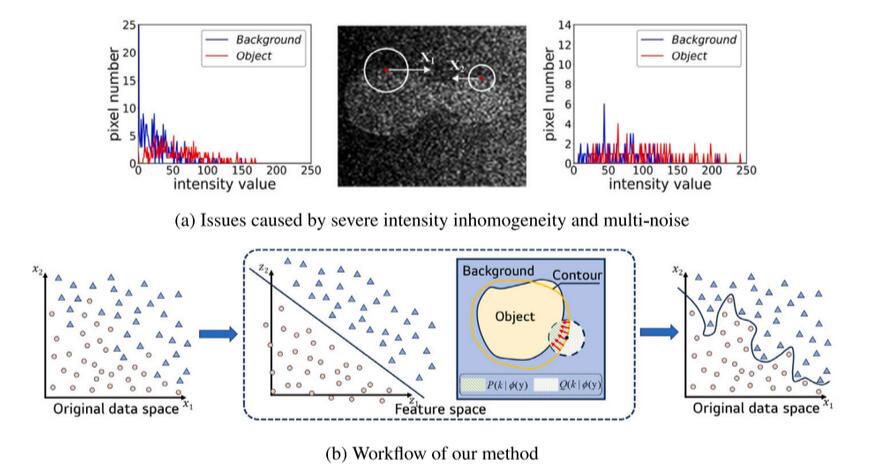 25
20
15
10
5
0
0 50 100 150 200 250
pixel number
intensity value
Background
Object
X1
X2
14
12
10
8
6
4
2
0
0 50 100 150 200 250
pixel number
intensity value
Background
Object
(a) Issues caused by severe intensity inhomogeneity and multi-noise
x2
x1
Original data space
z2
z1
Feature space
Background
Contour
Object
P(k|ϕ(y)
Q(k|ϕ(y)
x2
x1
Original data space
(b) Workflow of our method